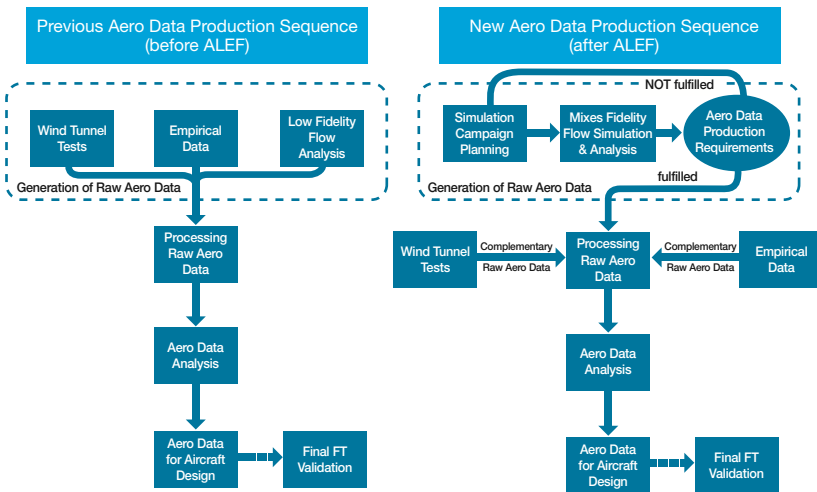 Previous Aero Data Production Sequence
(before ALEF)
Wind Tunnel
Tests
Empirical
Data
Low Fidelity
Flow
Analysis
Generation of Raw Aero Data
Processing
Raw Aero
Data
Aero Data
Analysis
Aero Data
for Aircraft
Design
Final FT
Validation
New Aero Data Production Sequence
(after ALEF)
NOT fulfilled
Simulation
Campaign
Planning
Mixes Fidelity
Flow Simulation
& Analysis
Aero Data
Production
Requirements
fulfilled
Generation of Raw Aero Data
Wind Tunnel
Tests
Complementary
Raw Aero Data
Processing
Raw Aero
Data
Complementary
Raw Aero Data
Empirical
Data
Aero Data
Analysis
Aero Data
for Aircraft
Design
Final FT
Validation